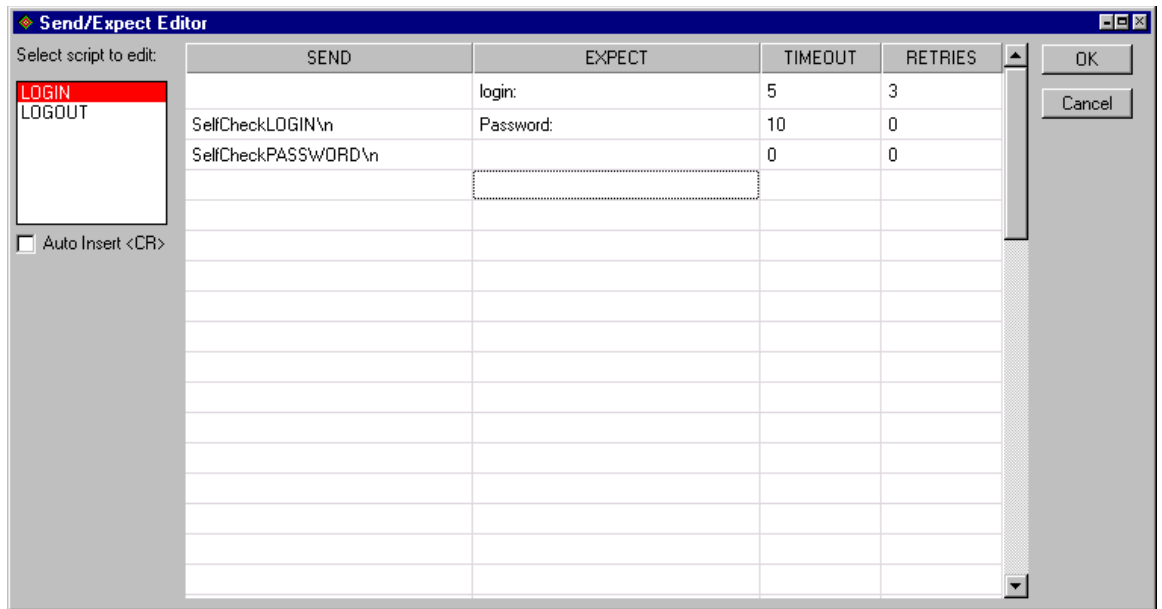 Send/Expect Editor
Select script to edit:
SEND EXPECT TIMEOUT RETRIES
OK
LOGIN
LOGOUT
login: 5 3
Cancel
SelfCheckLOGIN\n Password: 10 0
SelfCheckPASSWORD\n 0 0
Auto Insert <CR>